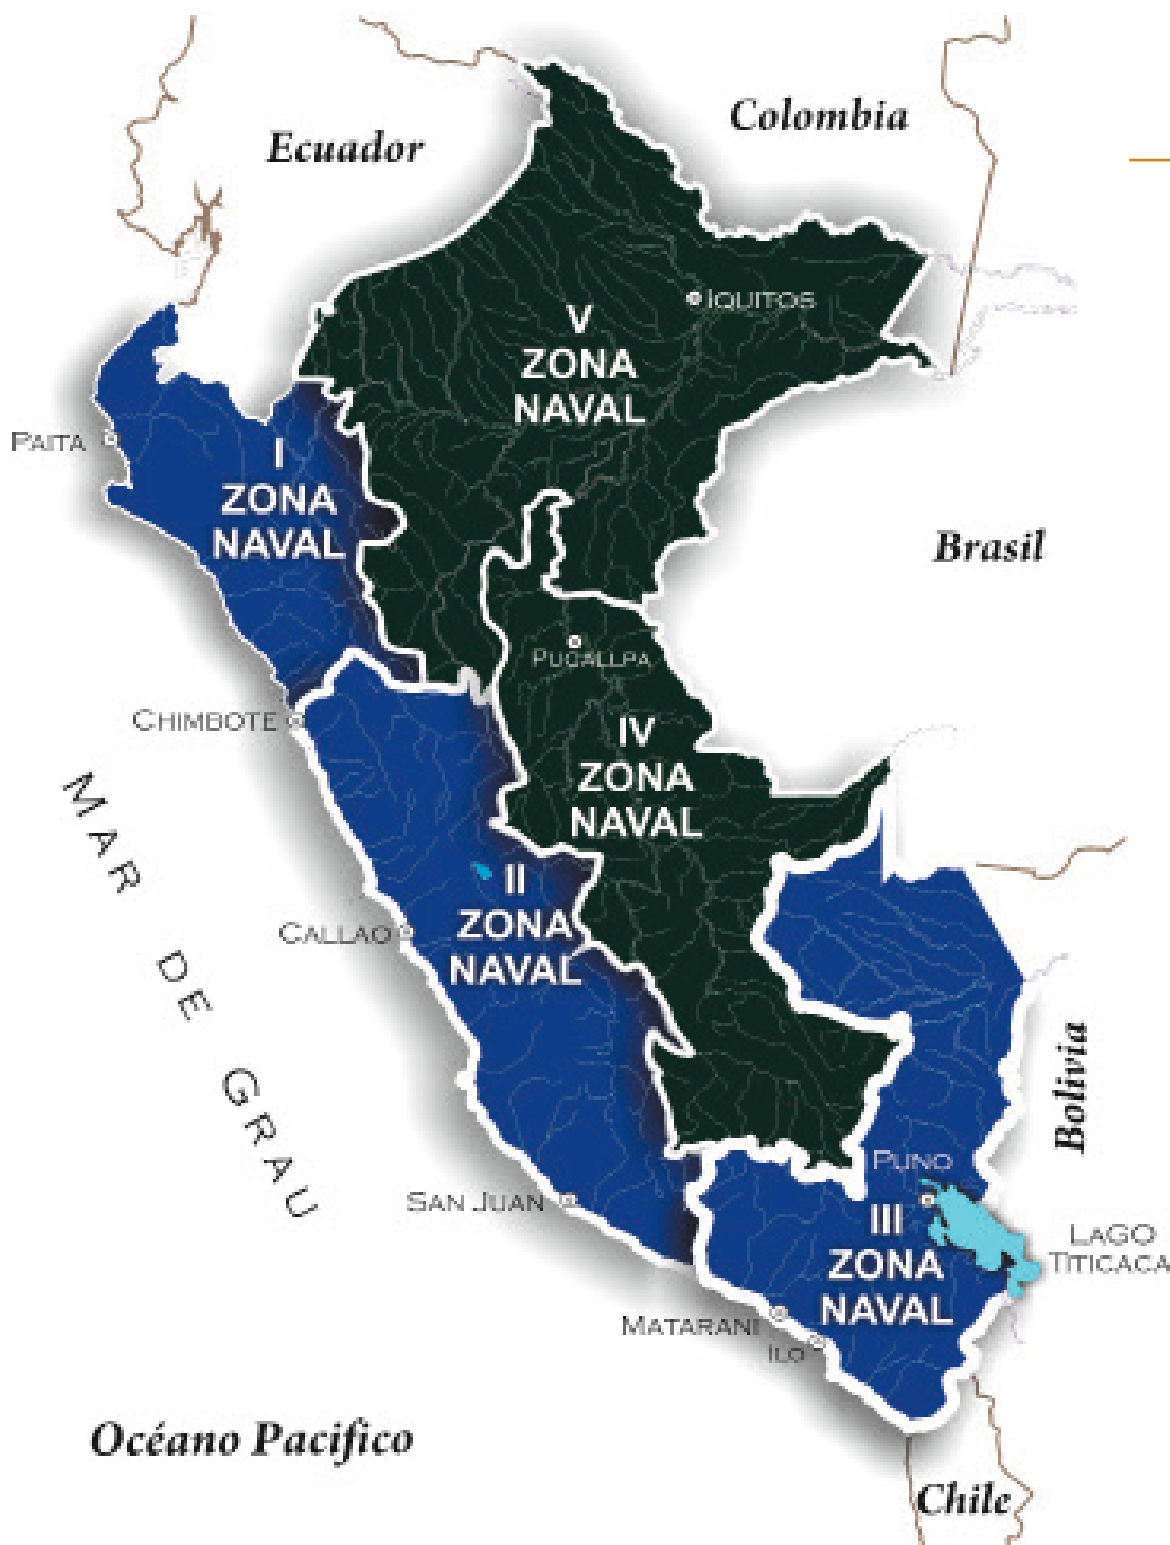 Ecuador
Colombia
IQUITOS
V
ZONA
NAVAL
PAITA
I
ZONA
NAVAL
Brasil
PUCALLPA
CHIMBOTE
IV
ZONA
NAVAL
MAR DE GRAU
II
ZONA
NAVAL
CALLAO
Bolivia
PUNO
SAN JUAN
III
ZONA
NAVAL
LAGO
TITICACA
MATARANI
ILO
Océano Pacifico
Chile